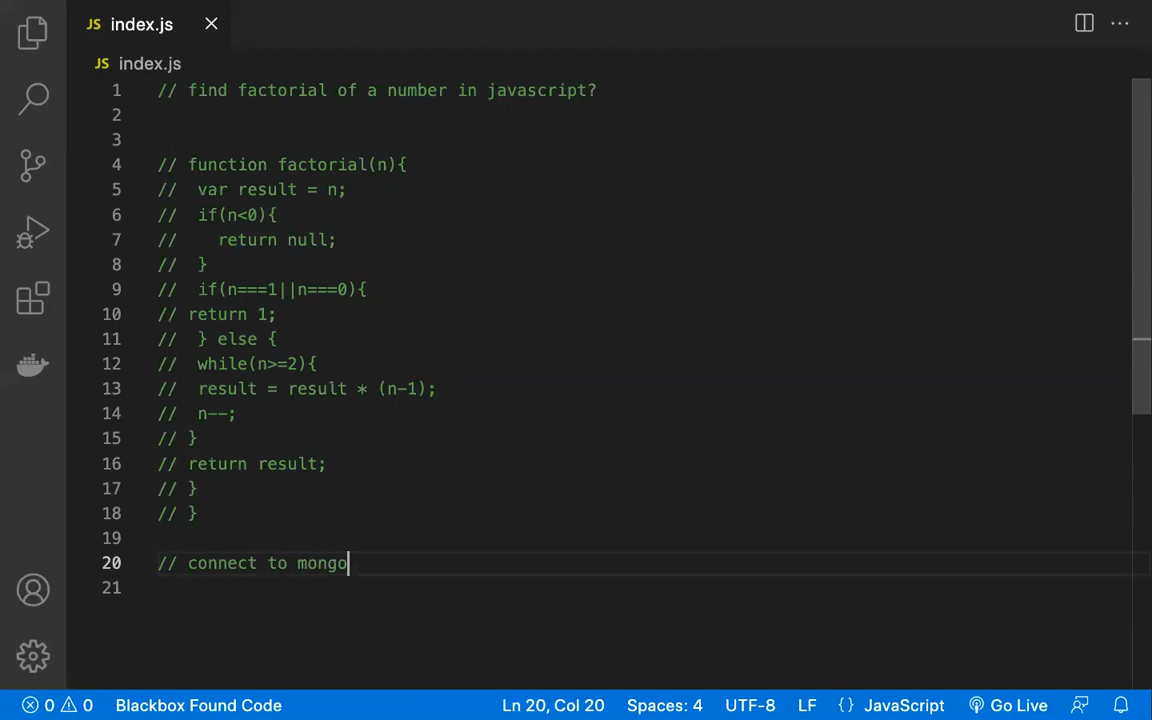 JS index.js
JS index.js
1 // find factorial of a number in javascript?
2
3
4 // function factorial(n){
5 //  var result = n;
6 //  if(n<0){
7 //    return null;
8 //  }
9 //  if(n===1||n===0){
10 // return 1;
11 //  } else {
12 //  while(n>=2){
13 //  result = result * (n-1);
14 //  n--;
15 // }
16 // return result;
17 // }
18 // }
19
20 // connect to mongo
21
0 0 Blackbox Found Code Ln 20, Col 20 Spaces: 4 UTF-8 LF {} JavaScript Go Live